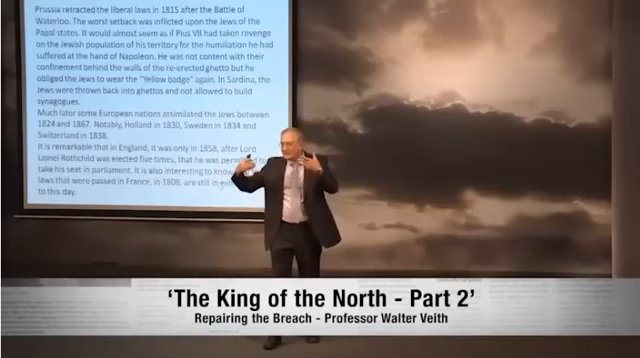 Prussia retracted the liberal laws in 1815 after the Battle of
Waterloo. The worst setback was inflicted upon the Jews of the
Papal states. It would almost seem as if Pius VII had taken revenge
on the Jewish population of his territory for the humiliation he had
suffered at the hand of Napoleon. He was not content with their
confinement behind the walls of the re-erected ghetto but he
obliged the Jews to wear the "Yellow badge" again. In Sardina, the
Jews were thrown back into ghettos and not allowed to build
synagogues.
Much later some European nations assimilated the Jews between
1824 and 1867. Notably, Holland in 1830, Sweden in 1834 and
Switzerland in 1838.
It is remarkable that in England, it was only in 1858, after Lord
Lionel Rothchild was elected five times, that he was to
take his seat in parliament. It is also interesting to know
laws that were passed in France, in 1808, are still in
to this day.
'The King of the North - Part 2'
Repairing the Breach - Professor Walter Veith